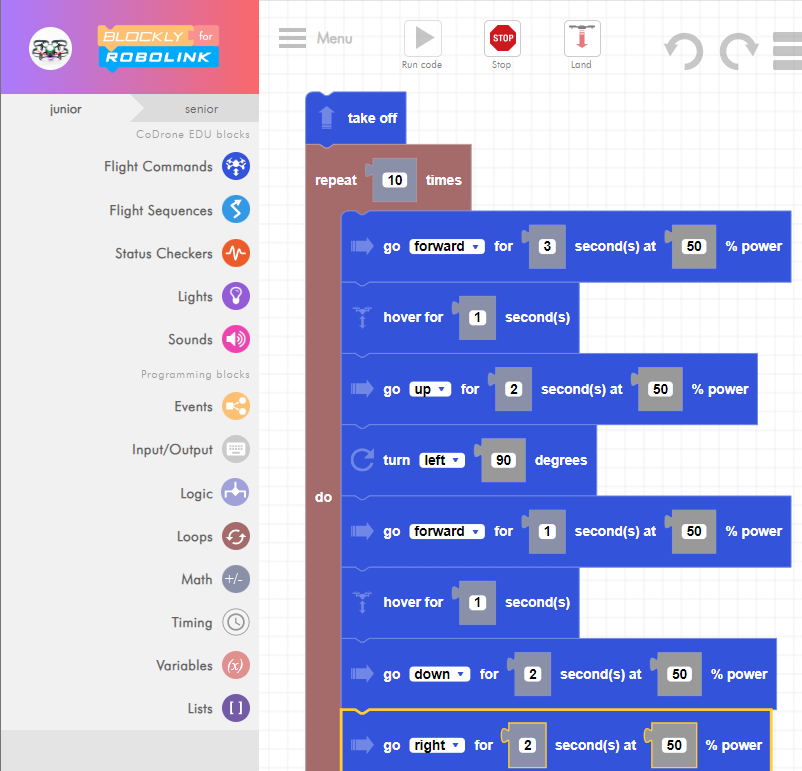 BLOCKLY for
ROBOLINK
Menu
Run code
STOP
Stop
Land
junior
senior
CoDrone EDU blocks
Flight Commands
Flight Sequences
Status Checkers
Lights
Sounds
Programming blocks
Events
Input/Output
Logic
Loops
Math +/-
Timing
Variables (x)
Lists [ ]
take off
repeat 10 times
do
go forward for 3 second(s) at 50 % power
hover for 1 second(s)
go up for 2 second(s) at 50 % power
turn left 90 degrees
go forward for 1 second(s) at 50 % power
hover for 1 second(s)
go down for 2 second(s) at 50 % power
go right for 2 second(s) at 50 % power